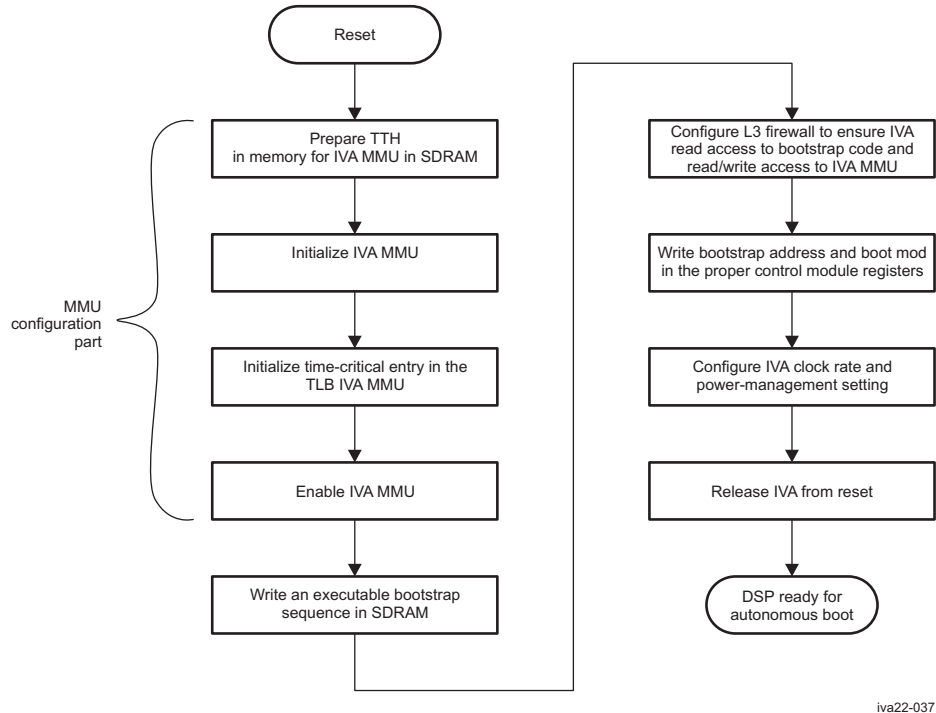 Reset
Prepare TTH
in memory for IVA MMU in SDRAM
Initialize IVA MMU
Initialize time-critical entry in the
TLB IVA MMU
Enable IVA MMU
MMU
configuration
part
Write an executable bootstrap
sequence in SDRAM
Configure L3 firewall to ensure IVA
read access to bootstrap code and
read/write access to IVA MMU
Write bootstrap address and boot mod
in the proper control module registers
Configure IVA clock rate and
power-management setting
Release IVA from reset
DSP ready for
autonomous boot
iva22-037